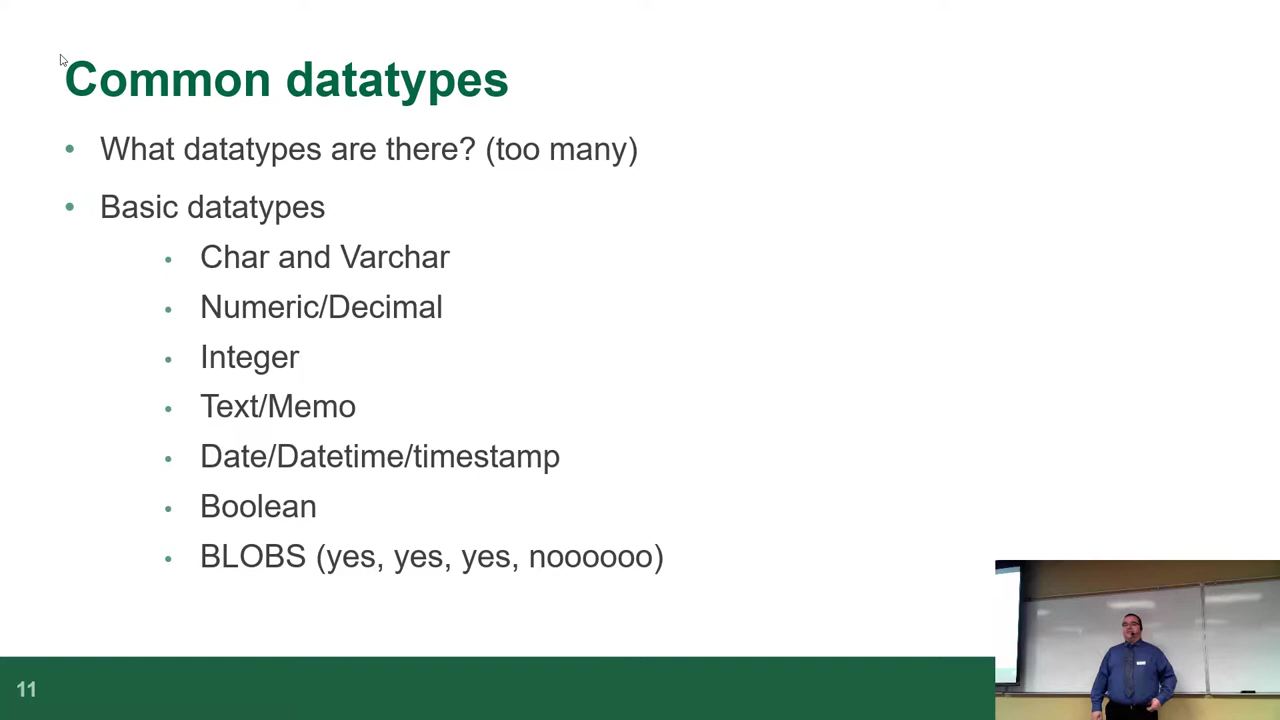 Common datatypes
What datatypes are there? (too many)
Basic datatypes
Char and Varchar
Numeric/Decimal
Integer
Text/Memo
Date/Datetime/timestamp
Boolean
BLOBS (yes, yes, yes, noooooo)
11